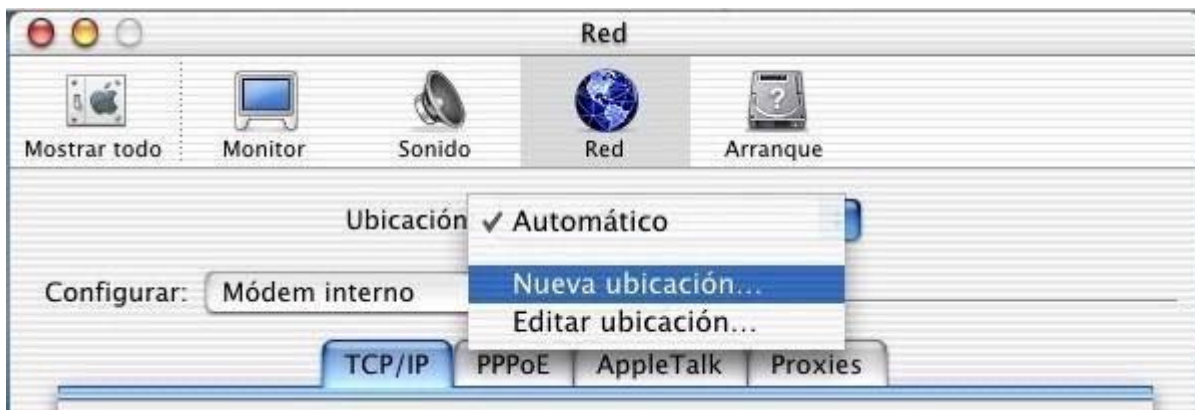 Red
Mostrar todo Monitor Sonido Red Arranque
Ubicación ✓ Automático
Nueva ubicación...
Configurar: Módem interno
Editar ubicación...
TCP/IP PPPoE AppleTalk Proxies